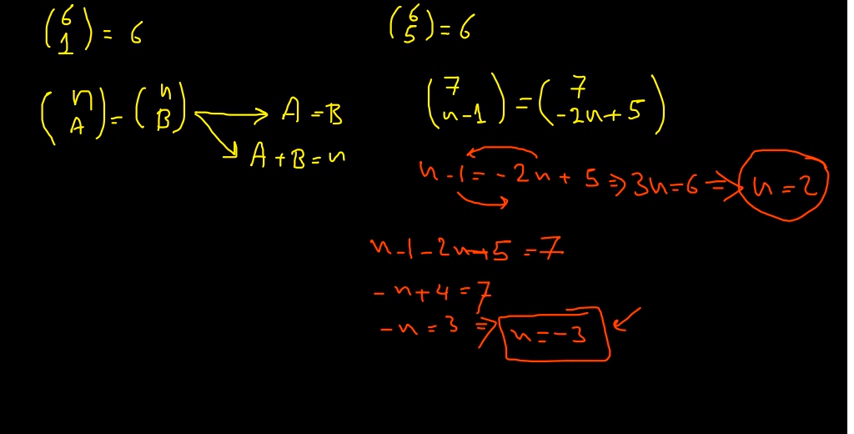 (6 1) = 6
(n A) = (n B) → A = B
↘ A + B = n
(6 5) = 6
(7 n-1) = (7 -2n+5)
n - 1 = - 2n + 5 ⇒ 3n = 6 ⇒ n = 2
n - 1 - 2n + 5 = 7
- n + 4 = 7
- n = 3 ⇒ n = - 3